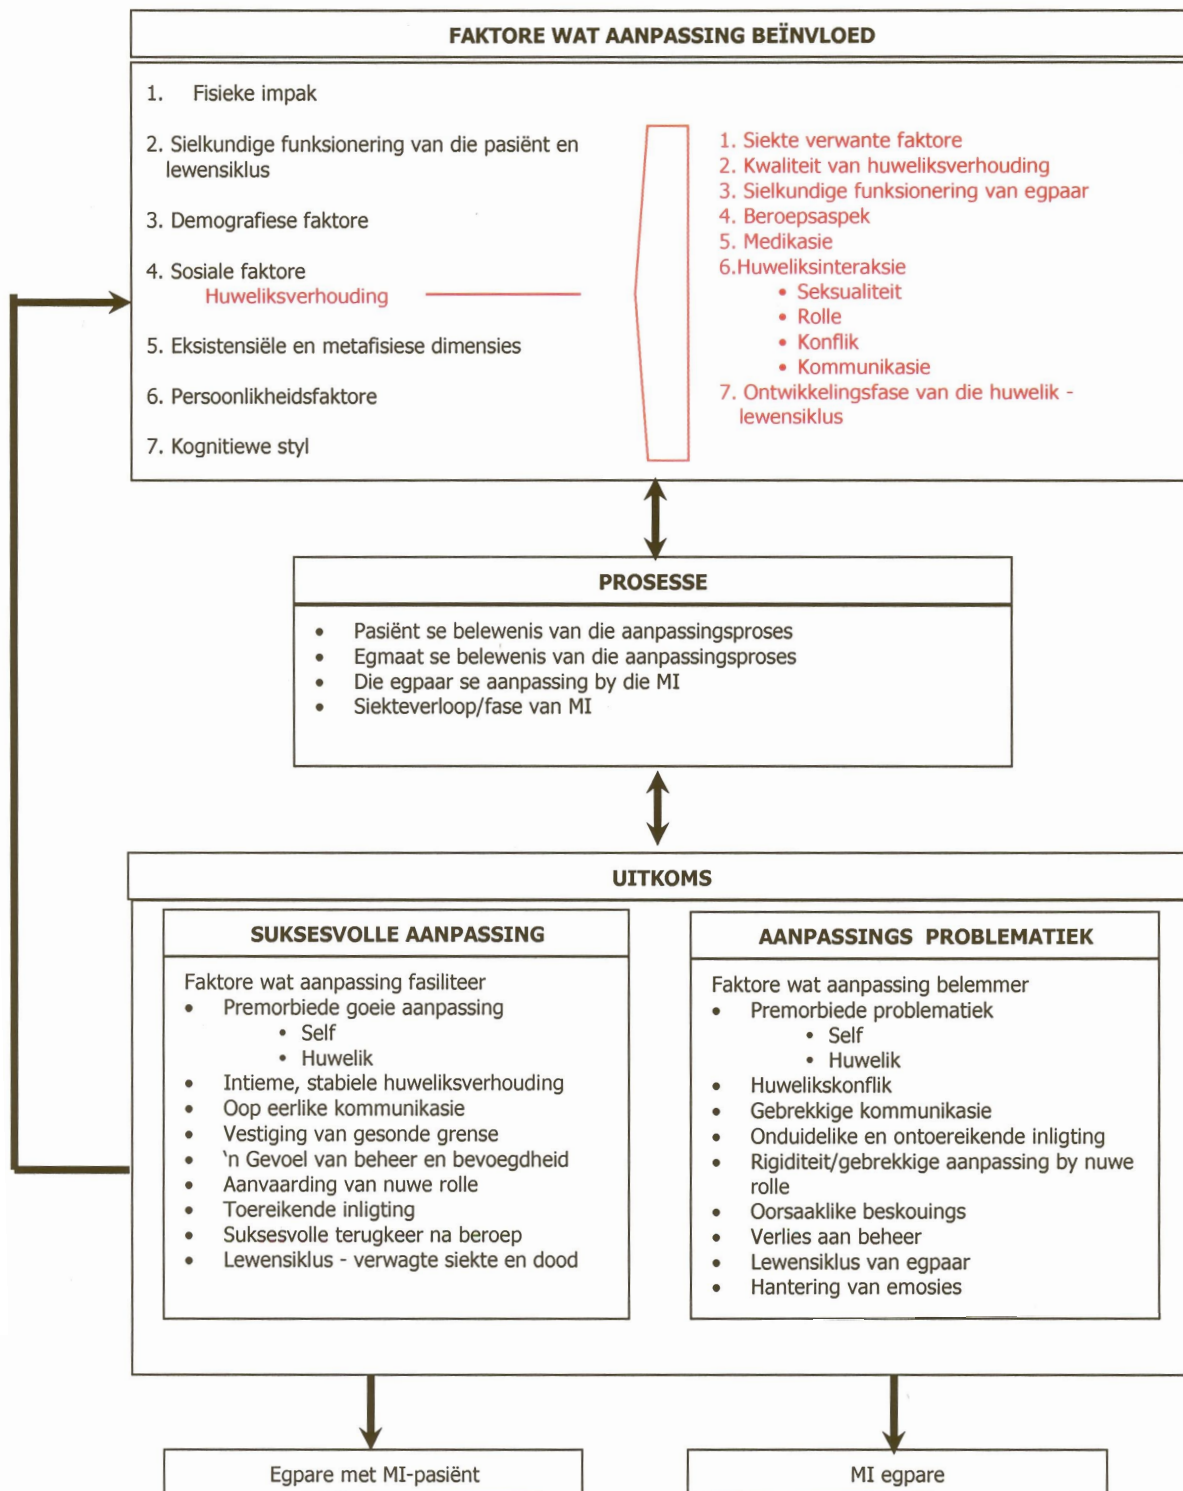 FAKTORE WAT AANPASSING BEÏNVLOED
1. Fisieke impak
2. Sielkundige funksionering van die pasiënt en
lewensiklus
3. Demografiese faktore
4. Sosiale faktore
Huweliksverhouding
5. Eksistensiële en metafisiese dimensies
6. Persoonlikheidsfaktore
7. Kognitiewe styl
1. Siekte verwante faktore
2. Kwaliteit van huweliksverhouding
3. Sielkundige funksionering van egpaar
4. Beroepsaspek
5. Medikasie
6.Huweliksinteraksie
• Seksualiteit
• Rolle
• Konflik
• Kommunikasie
7. Ontwikkelingsfase van die huwelik -
lewensiklus
PROSESSE
• Pasiënt se belewenis van die aanpassingsproses
• Egmaat se belewenis van die aanpassingsproses
• Die egpaar se aanpassing by die MI
• Siekteverloop/fase van MI
UITKOMS
SUKSESVOLLE AANPASSING
Faktore wat aanpassing fasiliteer
• Premorbiede goeie aanpassing
• Self
• Huwelik
• Intieme, stabiele huweliksverhouding
• Oop eerlike kommunikasie
• Vestiging van gesonde grense
• 'n Gevoel van beheer en bevoegdheid
• Aanvaarding van nuwe rolle
• Toereikende inligting
• Suksesvolle terugkeer na beroep
• Lewensiklus - verwagte siekte en dood
AANPASSINGS PROBLEMATIEK
Faktore wat aanpassing belemmer
• Premorbiede problematiek
• Self
• Huwelik
• Huwelikskonflik
• Gebrekkige kommunikasie
• Onduidelike en ontoereikende inligting
• Rigiditeit/gebrekkige aanpassing by nuwe
rolle
• Oorsaaklike beskouings
• Verlies aan beheer
• Lewensiklus van egpaar
• Hantering van emosies
Egpare met MI-pasiënt
MI egpare